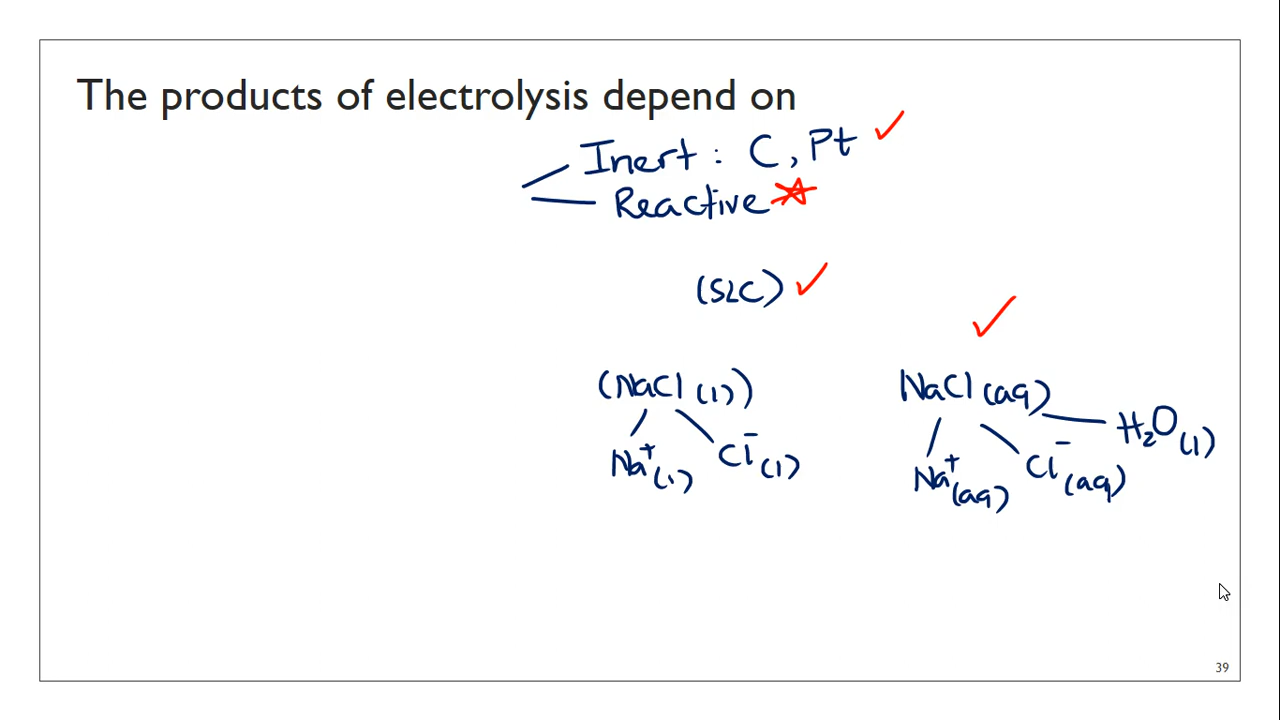 The products of electrolysis depend on
Inert : C, Pt ✓
Reactive
(SLC) ✓
(NaCl (l)) NaCl (aq) H₂O (l)
Na⁺ (l) Cl⁻ (l) Na⁺ (aq) Cl⁻ (aq)
39